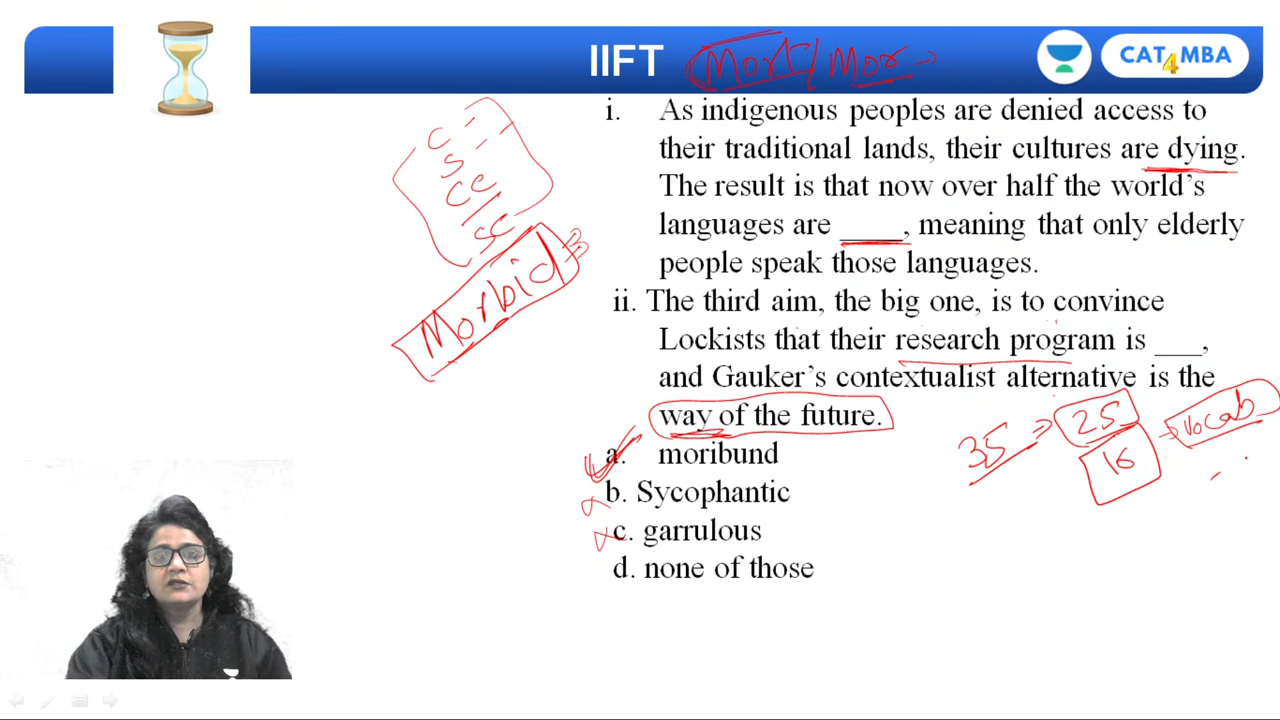 IIFT
Mort/Mor
CAT4MBA
i. As indigenous peoples are denied access to
their traditional lands, their cultures are dying.
The result is that now over half the world's
languages are ____, meaning that only elderly
people speak those languages.
ii. The third aim, the big one, is to convince
Lockists that their research program is ___,
and Gauker's contextualist alternative is the
way of the future.
a. moribund
b. Sycophantic
c. garrulous
d. none of those
Morbid
35
25
16
vocab